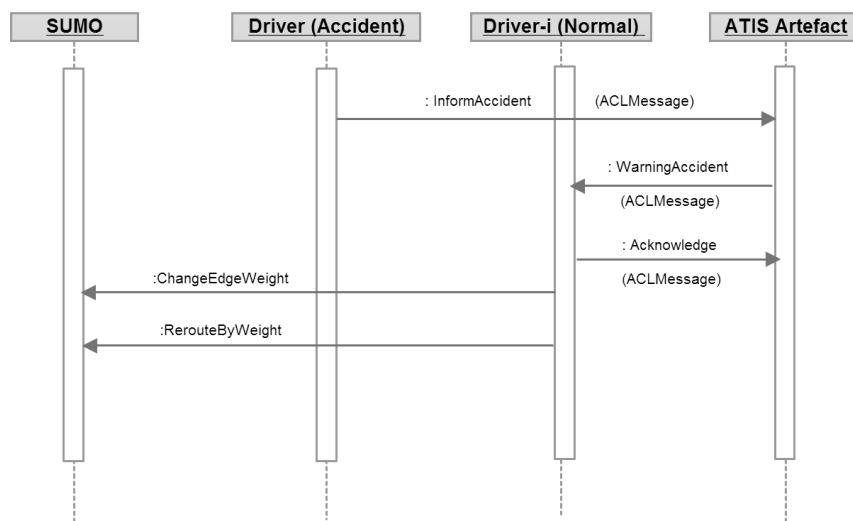 SUMO
Driver (Accident)
Driver-i (Normal)
ATIS Artefact
: InformAccident (ACLMessage)
: WarningAccident
(ACLMessage)
: Acknowledge
(ACLMessage)
:ChangeEdgeWeight
:RerouteByWeight